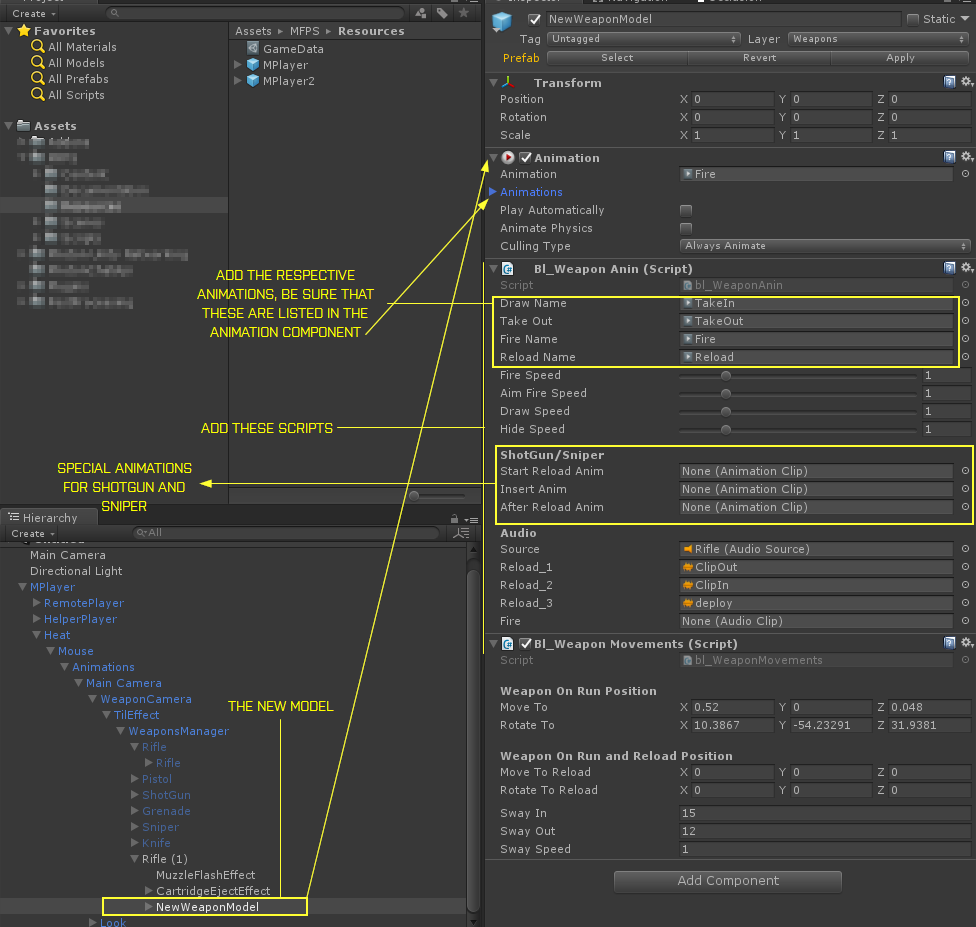 Project
Create
Favorites
All Materials
All Models
All Prefabs
All Scripts
Assets
Assets ▸ MFPS ▸ Resources
GameData
MPlayer
MPlayer2
ADD THE RESPECTIVE
ANIMATIONS, BE SURE THAT
THESE ARE LISTED IN THE
ANIMATION COMPONENT
ADD THESE SCRIPTS
SPECIAL ANIMATIONS
FOR SHOTGUN AND
SNIPER
Hierarchy
Create
All
Main Camera
Directional Light
MPlayer
RemotePlayer
HelperPlayer
Heat
Mouse
Animations
Main Camera
WeaponCamera
TilEffect
WeaponsManager
Rifle
Rifle
Pistol
ShotGun
Grenade
Sniper
Knife
Rifle (1)
MuzzleFlashEffect
CartridgeEjectEffect
NewWeaponModel
Look
THE NEW MODEL
NewWeaponModel Static
Tag Untagged Layer Weapons
Prefab Select Revert Apply
Transform
Position X 0 Y 0 Z 0
Rotation X 0 Y 0 Z 0
Scale X 1 Y 1 Z 1
Animation
Animation Fire
Animations
Play Automatically
Animate Physics
Culling Type Always Animate
Bl_Weapon Anin (Script)
Script bl_WeaponAnin
Draw Name TakeIn
Take Out TakeOut
Fire Name Fire
Reload Name Reload
Fire Speed 1
Aim Fire Speed 1
Draw Speed 1
Hide Speed 1
ShotGun/Sniper
Start Reload Anim None (Animation Clip)
Insert Anim None (Animation Clip)
After Reload Anim None (Animation Clip)
Audio
Source Rifle (Audio Source)
Reload_1 ClipOut
Reload_2 ClipIn
Reload_3 deploy
Fire None (Audio Clip)
Bl_Weapon Movements (Script)
Script bl_WeaponMovements
Weapon On Run Position
Move To X 0.52 Y 0 Z 0.048
Rotate To X 10.3867 Y -54.23291 Z 31.9381
Weapon On Run and Reload Position
Move To Reload X 0 Y 0 Z 0
Rotate To Reload X 0 Y 0 Z 0
Sway In 15
Sway Out 12
Sway Speed 1
Add Component